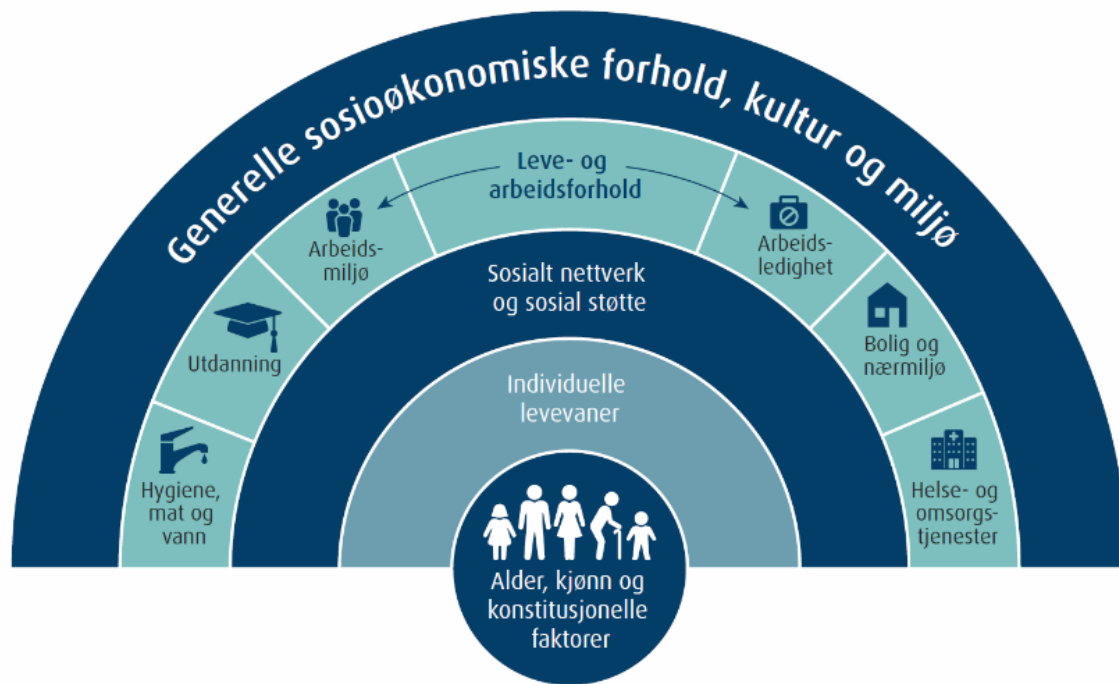 Generelle sosioøkonomiske forhold, kultur og miljø
Leve- og
arbeidsforhold
Arbeids-
miljø
Arbeids-
ledighet
Utdanning
Bolig og
nærmiljø
Hygiene,
mat og
vann
Helse- og
omsorgs-
tjenester
Sosialt nettverk
og sosial støtte
Individuelle
levevaner
Alder, kjønn og
konstitusjonelle
faktorer